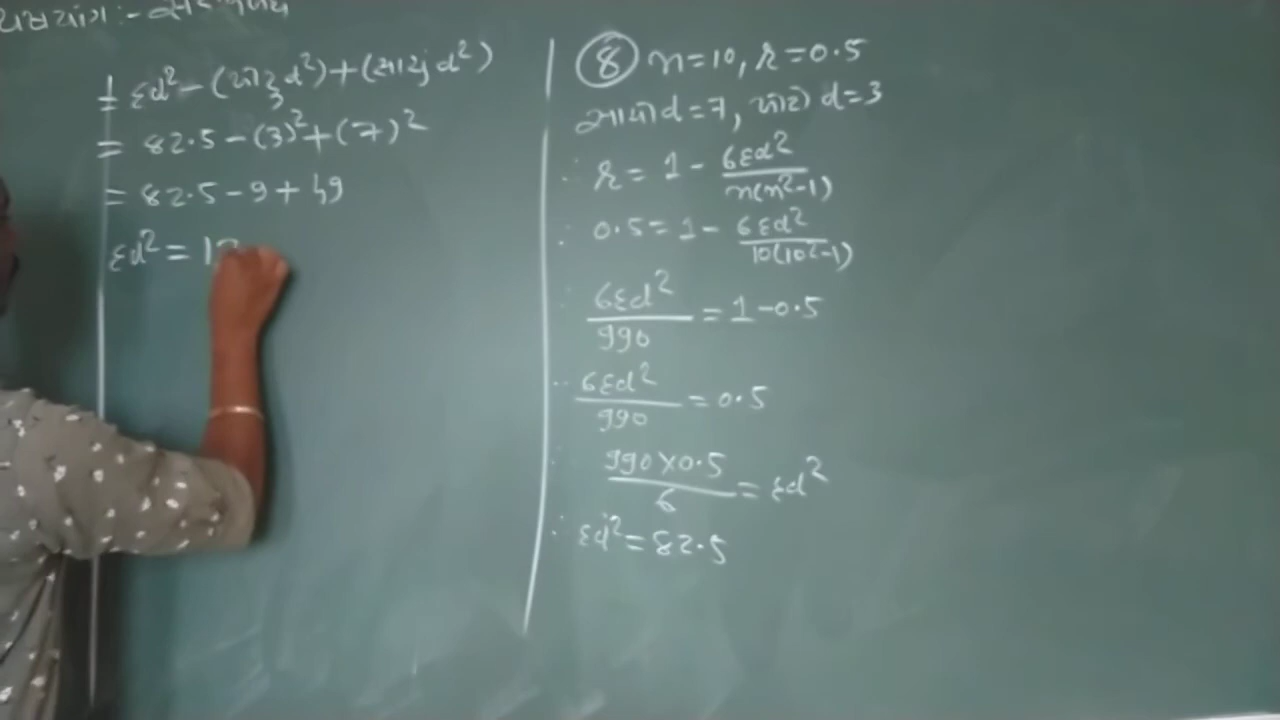 = Σd² - (ખોટું d²) + (સાચું d²)
= 82.5 - (3)² + (7)²
= 82.5 - 9 + 49
Σd² = 12
⑧ n = 10, r = 0.5
સાચો d = 7, ખોટો d = 3
∴ r = 1 - 6Σd² / n(n²-1)
∴ 0.5 = 1 - 6Σd² / 10(10²-1)
∴ 6Σd² / 990 = 1 - 0.5
∴ 6Σd² / 990 = 0.5
∴ 990 × 0.5 / 6 = Σd²
∴ Σd² = 82.5